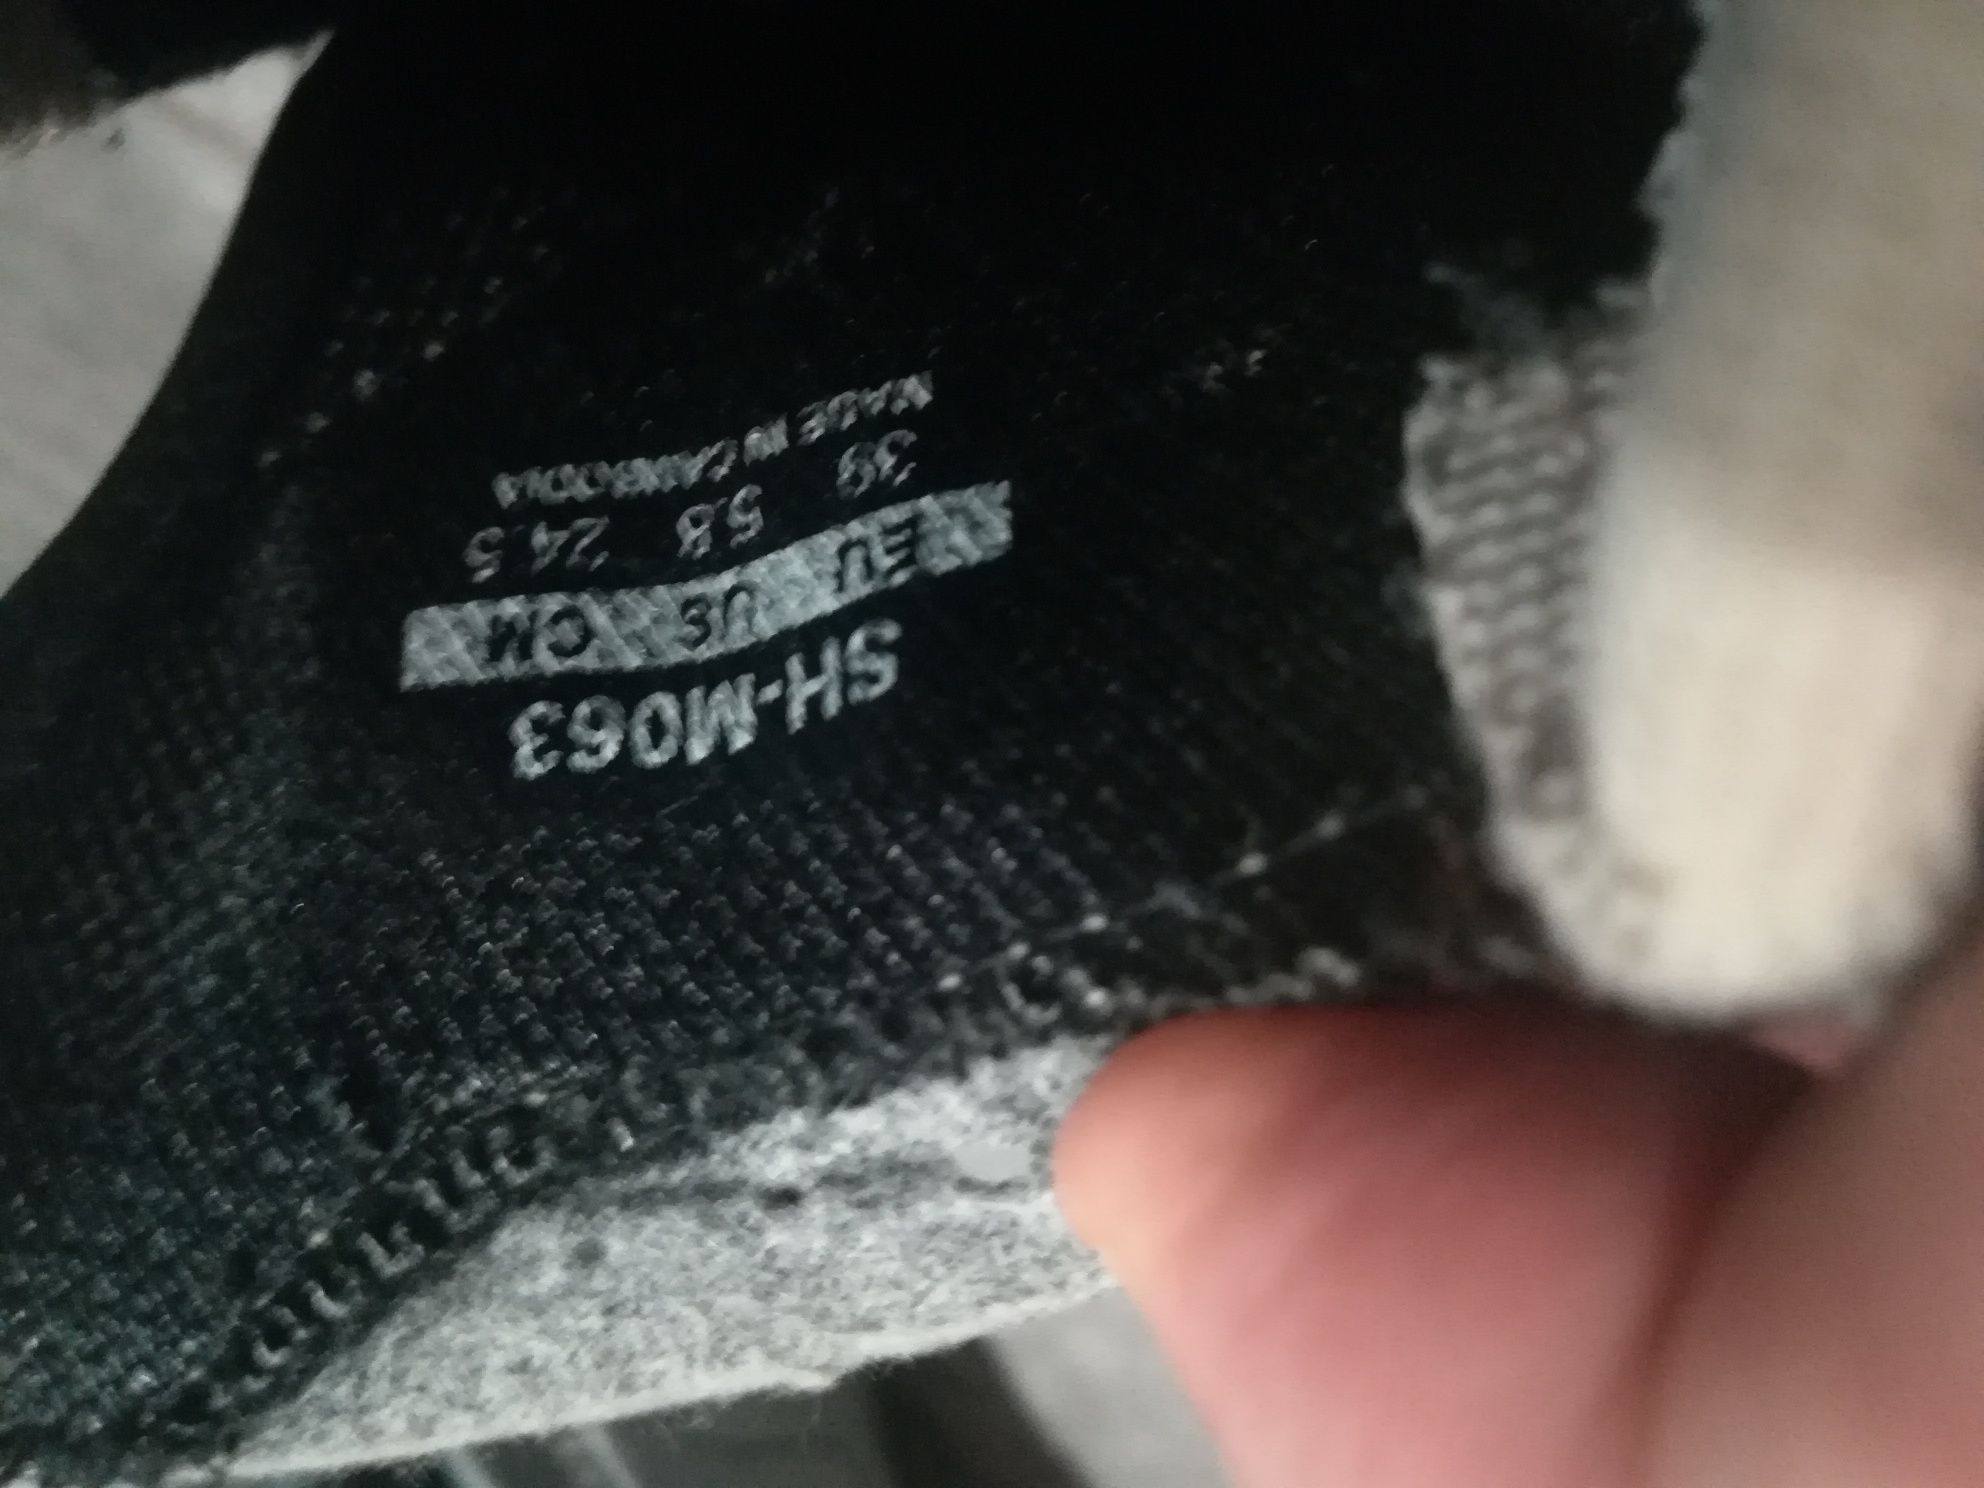 SH-M063
EU US CM
39 5.8 24.5
MADE IN CAMBODIA